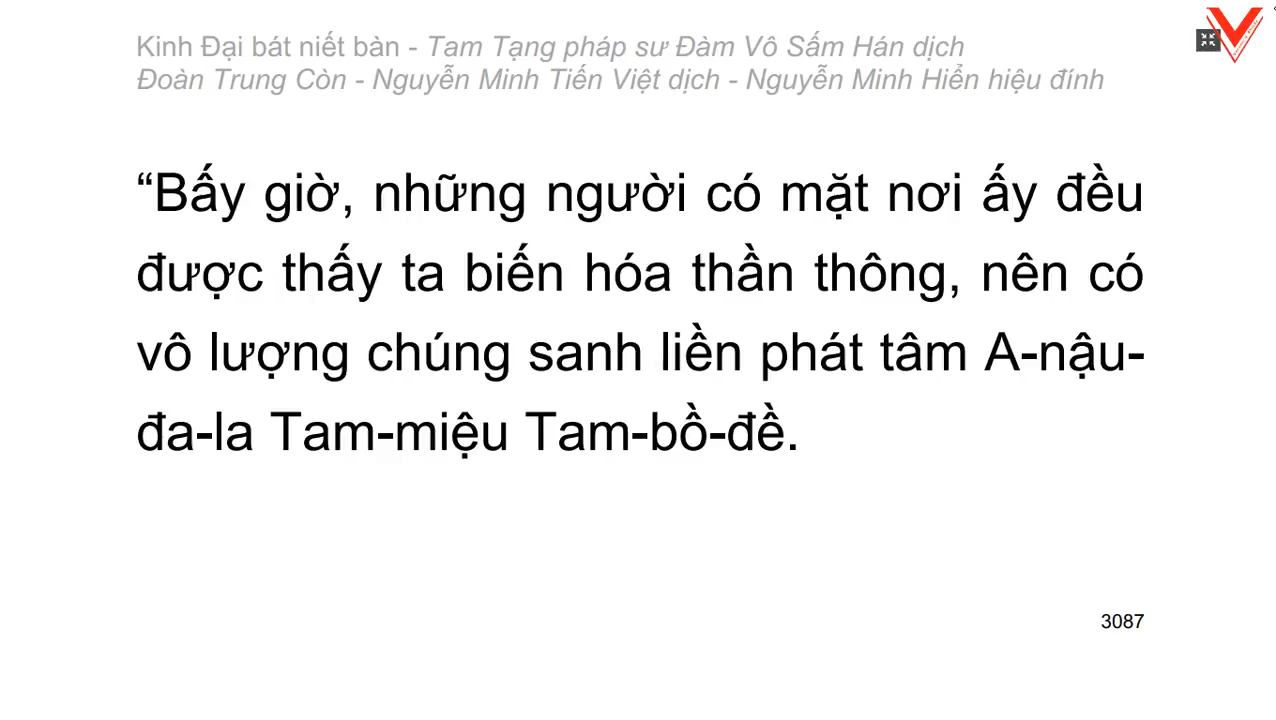 Kinh Đại bát niết bàn - Tam Tạng pháp sư Đàm Vô Sấm Hán dịch
Đoàn Trung Còn - Nguyễn Minh Tiến Việt dịch - Nguyễn Minh Hiển hiệu đính
“Bấy giờ, những người có mặt nơi ấy đều
được thấy ta biến hóa thần thông, nên có
vô lượng chúng sanh liền phát tâm A-nậu-
đa-la Tam-miệu Tam-bồ-đề.
3087